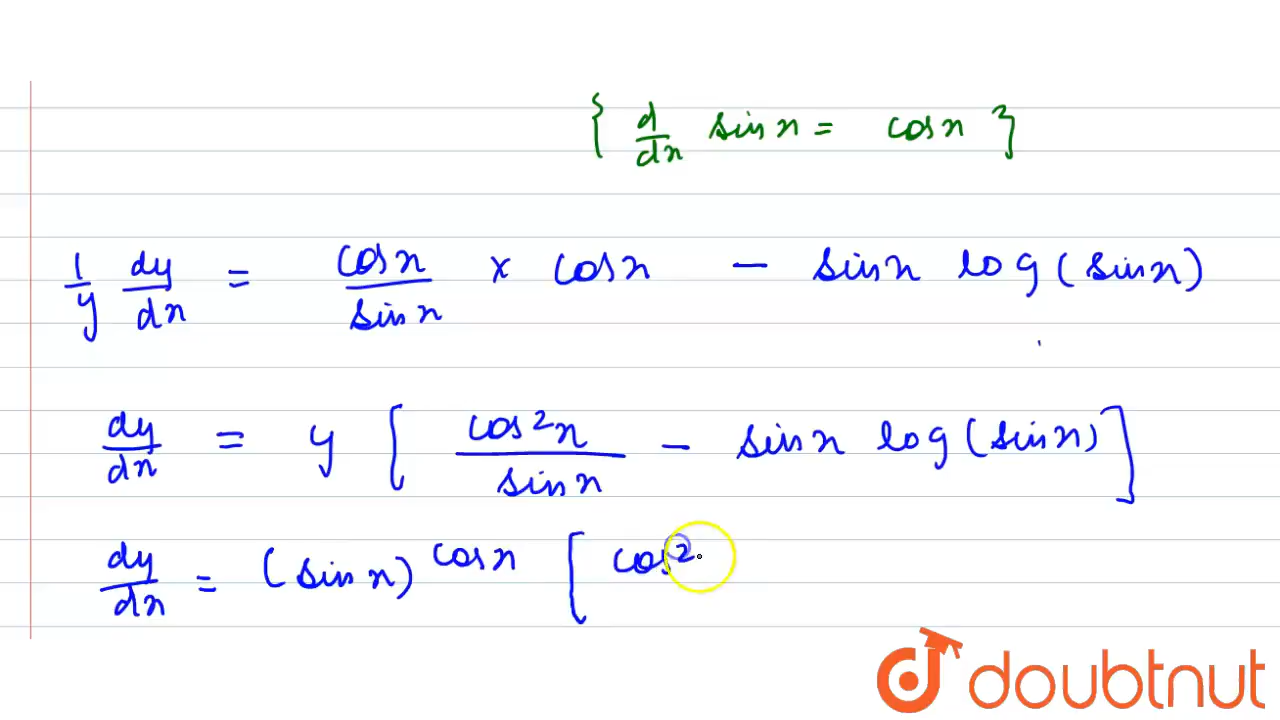 { d/dx sin x = cos x }
1/y dy/dx = cos x / sin x × cos x − sin x log (sin x)
dy/dx = y [ cos²x / sin x − sin x log (sin x) ]
dy/dx = (sin x)^cos x [ cos²
doubtnut